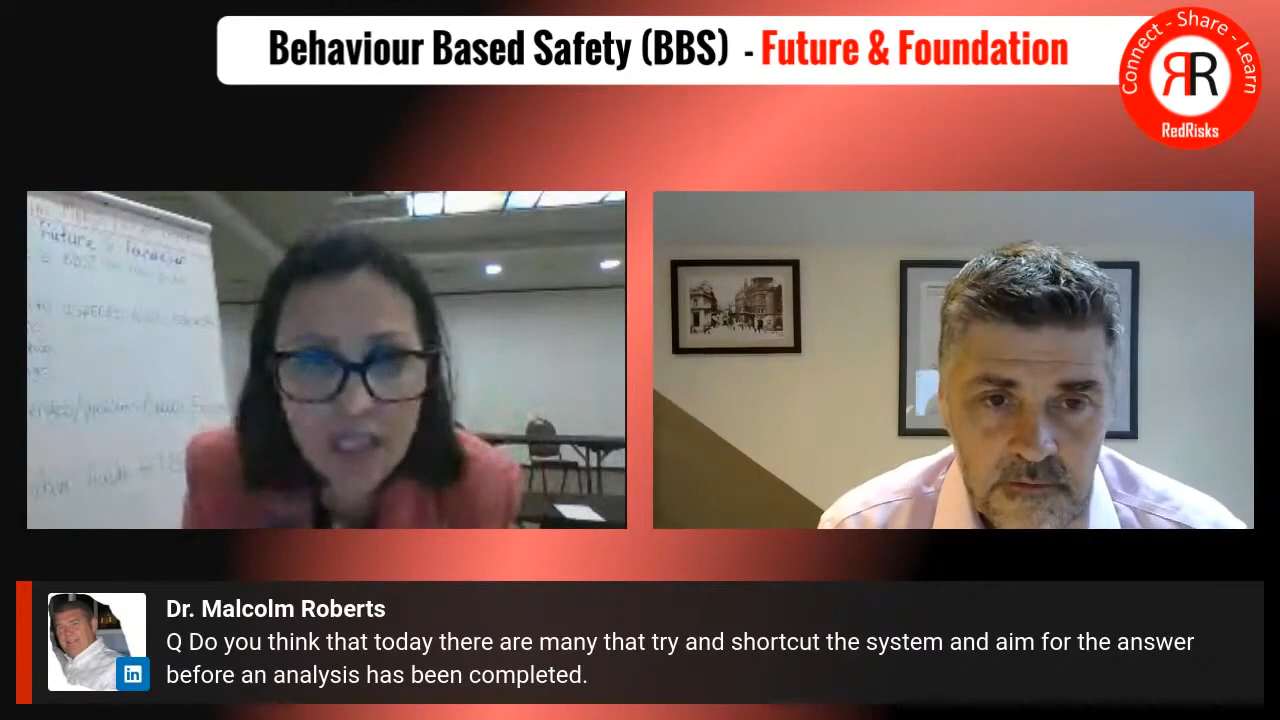 Behaviour Based Safety (BBS) - Future & Foundation
Connect - Share - Learn
RR
RedRisks
Future &
Dr. Malcolm Roberts
Q Do you think that today there are many that try and shortcut the system and aim for the answer
before an analysis has been completed.
in